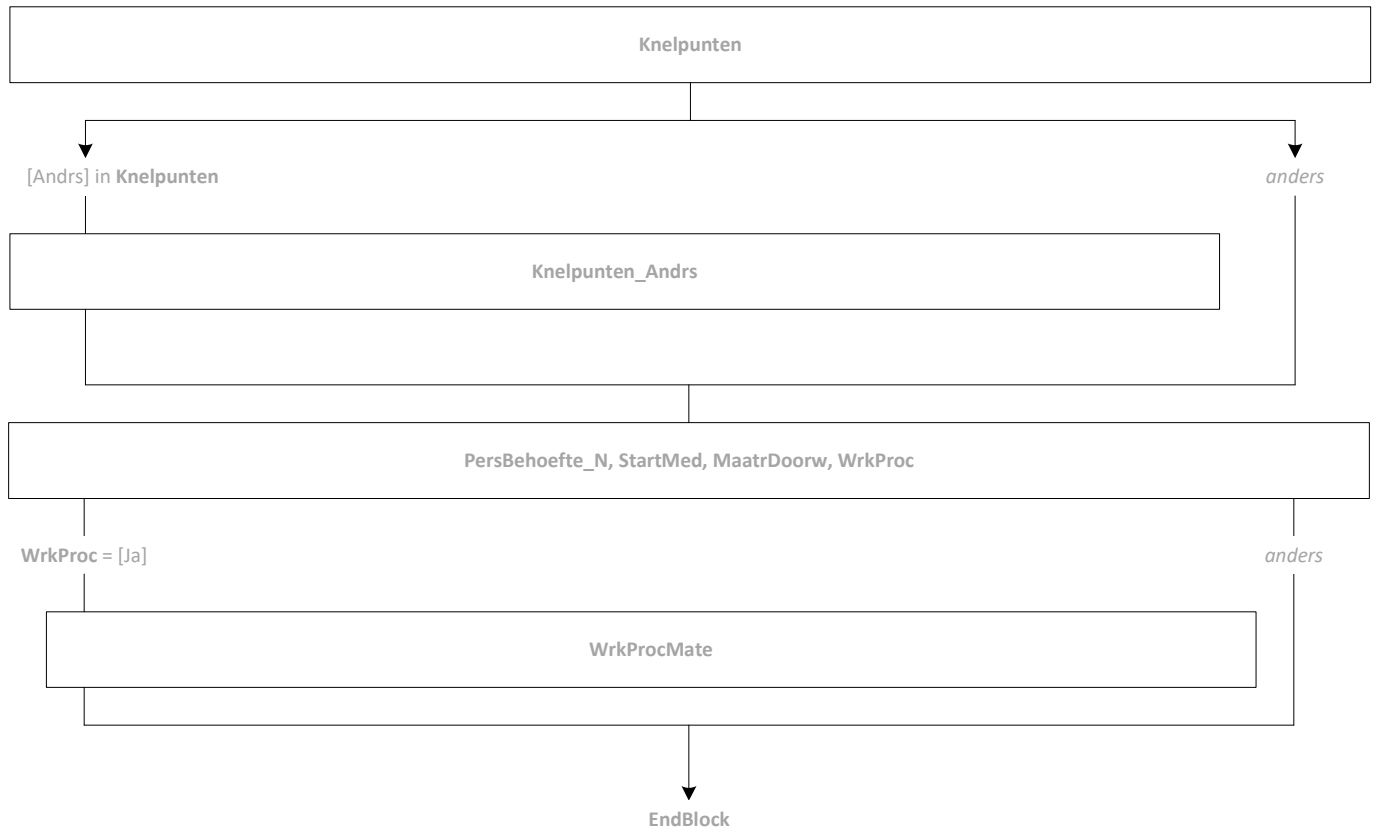 Knelpunten
[Andrs] in Knelpunten
anders
Knelpunten_Andrs
PersBehoefte_N, StartMed, MaatrDoorw, WrkProc
WrkProc = [Ja]
anders
WrkProcMate
EndBlock